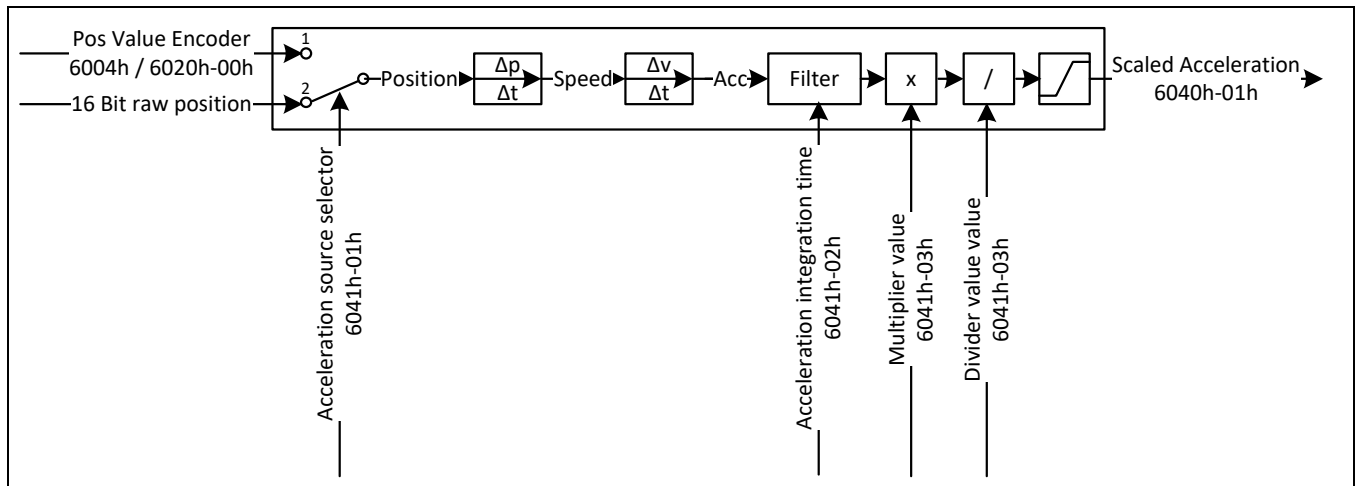 Pos Value Encoder
6004h / 6020h-00h
16 Bit raw position
1
2
Position
Δp
Δt
Speed
Δv
Δt
Acc
Filter
x
/
Scaled Acceleration
6040h-01h
Acceleration source selector
6041h-01h
Acceleration integration time
6041h-02h
Multiplier value
6041h-03h
Divider value value
6041h-03h